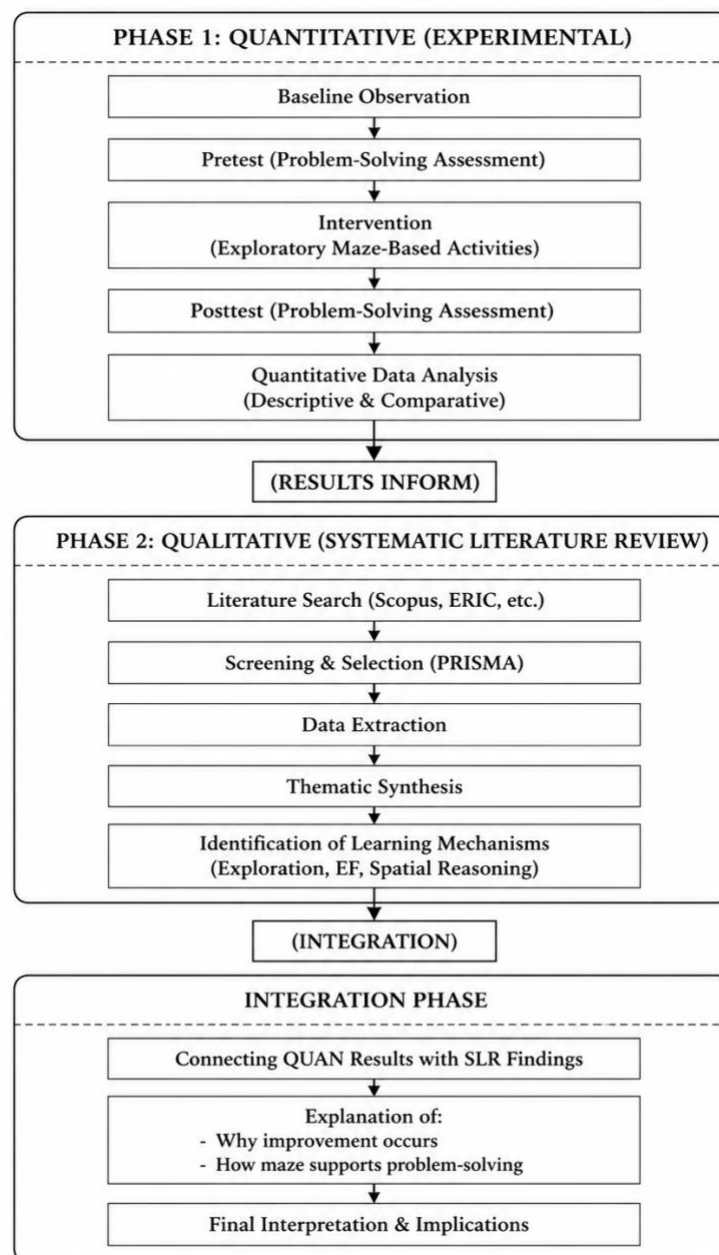 PHASE 1: QUANTITATIVE (EXPERIMENTAL)
Baseline Observation
Pretest (Problem-Solving Assessment)
Intervention
(Exploratory Maze-Based Activities)
Posttest (Problem-Solving Assessment)
Quantitative Data Analysis
(Descriptive & Comparative)
(RESULTS INFORM)
PHASE 2: QUALITATIVE (SYSTEMATIC LITERATURE REVIEW)
Literature Search (Scopus, ERIC, etc.)
Screening & Selection (PRISMA)
Data Extraction
Thematic Synthesis
Identification of Learning Mechanisms
(Exploration, EF, Spatial Reasoning)
(INTEGRATION)
INTEGRATION PHASE
Connecting QUAN Results with SLR Findings
Explanation of:
- Why improvement occurs
- How maze supports problem-solving
Final Interpretation & Implications